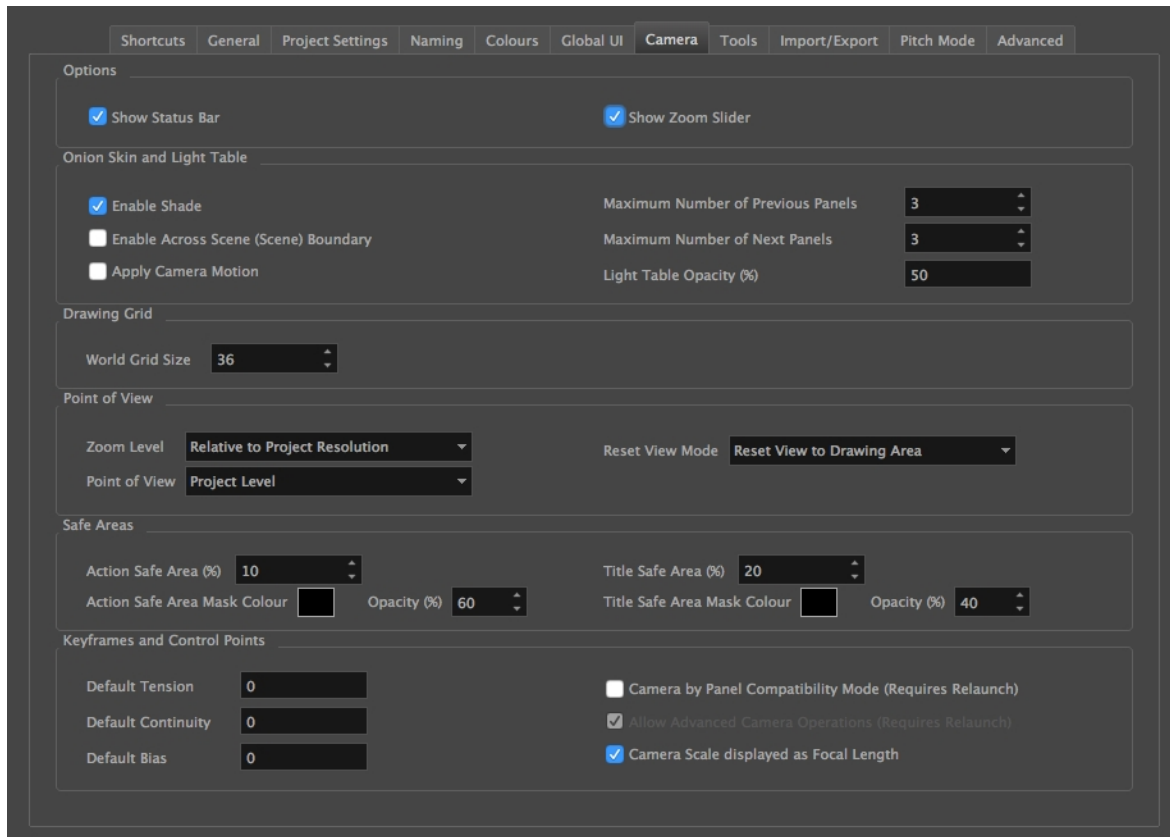 Shortcuts General Project Settings Naming Colours Global UI Camera Tools Import/Export Pitch Mode Advanced
Options
Show Status Bar Show Zoom Slider
Onion Skin and Light Table
Enable Shade Maximum Number of Previous Panels 3
Enable Across Scene (Scene) Boundary Maximum Number of Next Panels 3
Apply Camera Motion Light Table Opacity (%) 50
Drawing Grid
World Grid Size 36
Point of View
Zoom Level Relative to Project Resolution Reset View Mode Reset View to Drawing Area
Point of View Project Level
Safe Areas
Action Safe Area (%) 10 Title Safe Area (%) 20
Action Safe Area Mask Colour Opacity (%) 60 Title Safe Area Mask Colour Opacity (%) 40
Keyframes and Control Points
Default Tension 0 Camera by Panel Compatibility Mode (Requires Relaunch)
Default Continuity 0 Allow Advanced Camera Operations (Requires Relaunch)
Default Bias 0 Camera Scale displayed as Focal Length